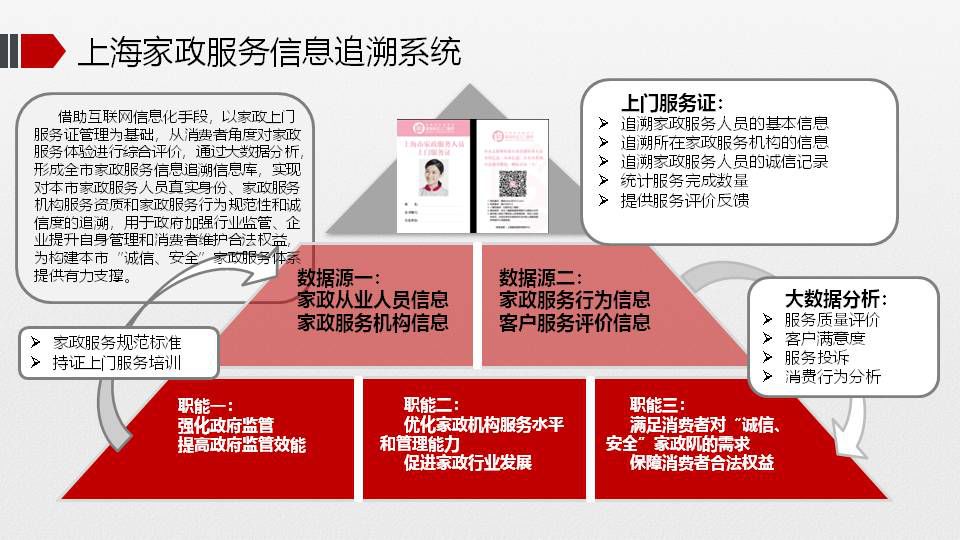 上海家政服务信息追溯系统
借助互联网信息化手段，以家政上门
服务证管理为基础，从消费者角度对家政
服务体验进行综合评价，通过大数据分析，
形成全市家政服务信息追溯信息库，实现
对本市家政服务人员真实身份、家政服务
机构服务资质和家政服务行为规范性和诚
信度的追溯，用于政府加强行业监管、企
业提升自身管理和消费者维护合法权益，
为构建本市“诚信、安全”家政服务体系
提供有力支撑。
上海市家政服务人员
上门服务证
上门服务证：
➢ 追溯家政服务人员的基本信息
➢ 追溯所在家政服务机构的信息
➢ 追溯家政服务人员的诚信记录
➢ 统计服务完成数量
➢ 提供服务评价反馈
数据源一：
家政从业人员信息
家政服务机构信息
数据源二：
家政服务行为信息
客户服务评价信息
大数据分析：
➢ 服务质量评价
➢ 客户满意度
➢ 服务投诉
➢ 消费行为分析
➢ 家政服务规范标准
➢ 持证上门服务培训
职能一：
强化政府监管
提高政府监管效能
职能二：
优化家政机构服务水平
和管理能力
促进家政行业发展
职能三：
满足消费者对“诚信、
安全”家政队的需求
保障消费者合法权益